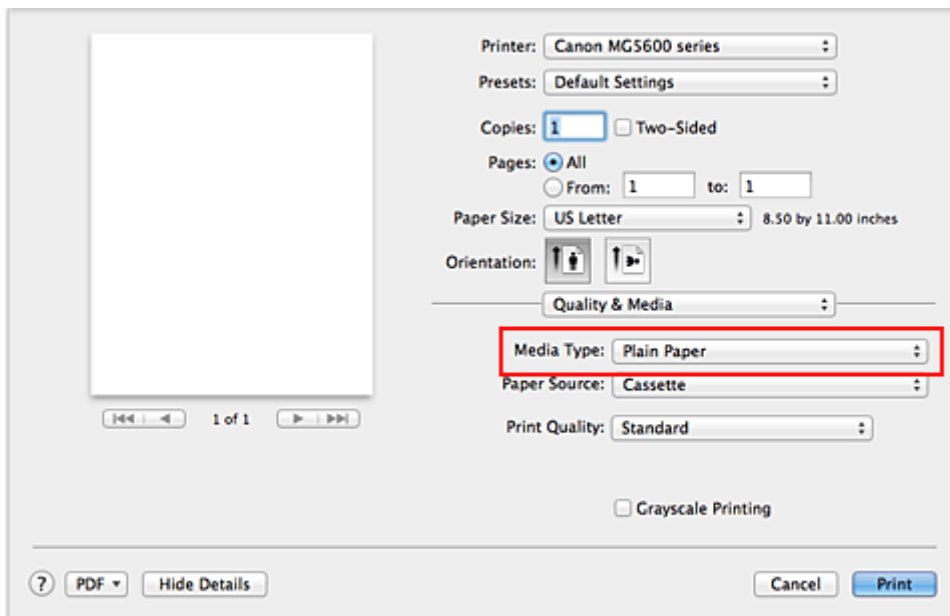 Printer: Canon MG5600 series
Presets: Default Settings
Copies: 1 Two-Sided
Pages: All
From: 1 to: 1
Paper Size: US Letter 8.50 by 11.00 inches
Orientation:
Quality & Media
Media Type: Plain Paper
Paper Source: Cassette
1 of 1
Print Quality: Standard
Grayscale Printing
? PDF Hide Details Cancel Print